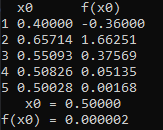 x0 f(x0)
1 0.40000 -0.36000
2 0.65714 1.66251
3 0.55093 0.37569
4 0.50826 0.05135
5 0.50028 0.00168
x0 = 0.50000
f(x0) = 0.000002